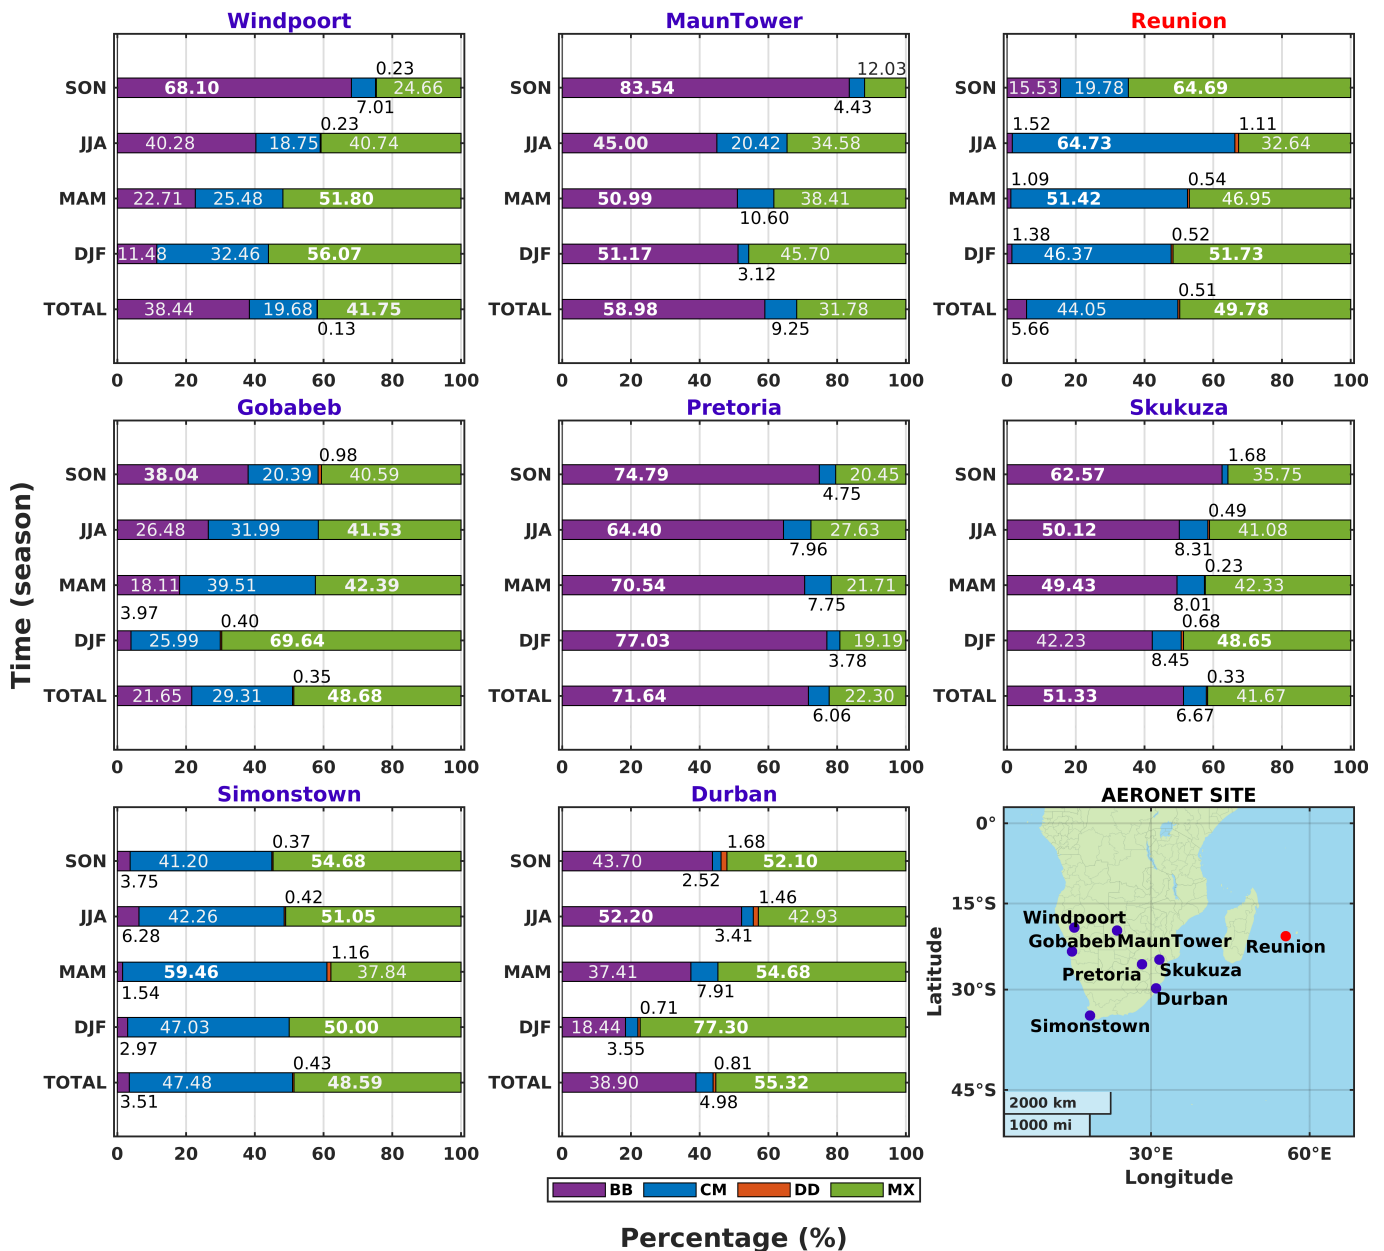 Windpoort
MaunTower
Reunion
0.23
SON 68.10 24.66
7.01
0.23
JJA 40.28 18.75 40.74
MAM 22.71 25.48 51.80
DJF 11.48 32.46 56.07
TOTAL 38.44 19.68 41.75
0.13
0 20 40 60 80 100
12.03
SON 83.54
4.43
JJA 45.00 20.42 34.58
MAM 50.99 38.41
10.60
DJF 51.17 45.70
3.12
TOTAL 58.98 31.78
9.25
0 20 40 60 80 100
SON 15.53 19.78 64.69
1.52 1.11
JJA 64.73 32.64
1.09 0.54
MAM 51.42 46.95
1.38 0.52
DJF 46.37 51.73
0.51
TOTAL 44.05 49.78
5.66
0 20 40 60 80 100
Time (season)
Gobabeb
Pretoria
Skukuza
0.98
SON 38.04 20.39 40.59
JJA 26.48 31.99 41.53
MAM 18.11 39.51 42.39
3.97 0.40
DJF 25.99 69.64
0.35
TOTAL 21.65 29.31 48.68
0 20 40 60 80 100
SON 74.79 20.45
4.75
JJA 64.40 27.63
7.96
MAM 70.54 21.71
7.75
DJF 77.03 19.19
3.78
TOTAL 71.64 22.30
6.06
0 20 40 60 80 100
1.68
SON 62.57 35.75
0.49
JJA 50.12 41.08
8.31
0.23
MAM 49.43 42.33
8.01
0.68
DJF 42.23 48.65
8.45
0.33
TOTAL 51.33 41.67
6.67
0 20 40 60 80 100
Simonstown
Durban
AERONET SITE
0.37
SON 41.20 54.68
3.75
0.42
JJA 42.26 51.05
6.28
1.16
MAM 59.46 37.84
1.54
DJF 47.03 50.00
2.97
0.43
TOTAL 47.48 48.59
3.51
0 20 40 60 80 100
1.68
SON 43.70 52.10
2.52
1.46
JJA 52.20 42.93
3.41
MAM 37.41 54.68
7.91
0.71
DJF 18.44 77.30
3.55
0.81
TOTAL 38.90 55.32
4.98
0 20 40 60 80 100
Latitude
0°
15°S
30°S
45°S
Windpoort
Gobabeb MaunTower
Reunion
Pretoria Skukuza
Durban
Simonstown
2000 km
1000 mi
30°E 60°E
Longitude
BB CM DD MX
Percentage (%)